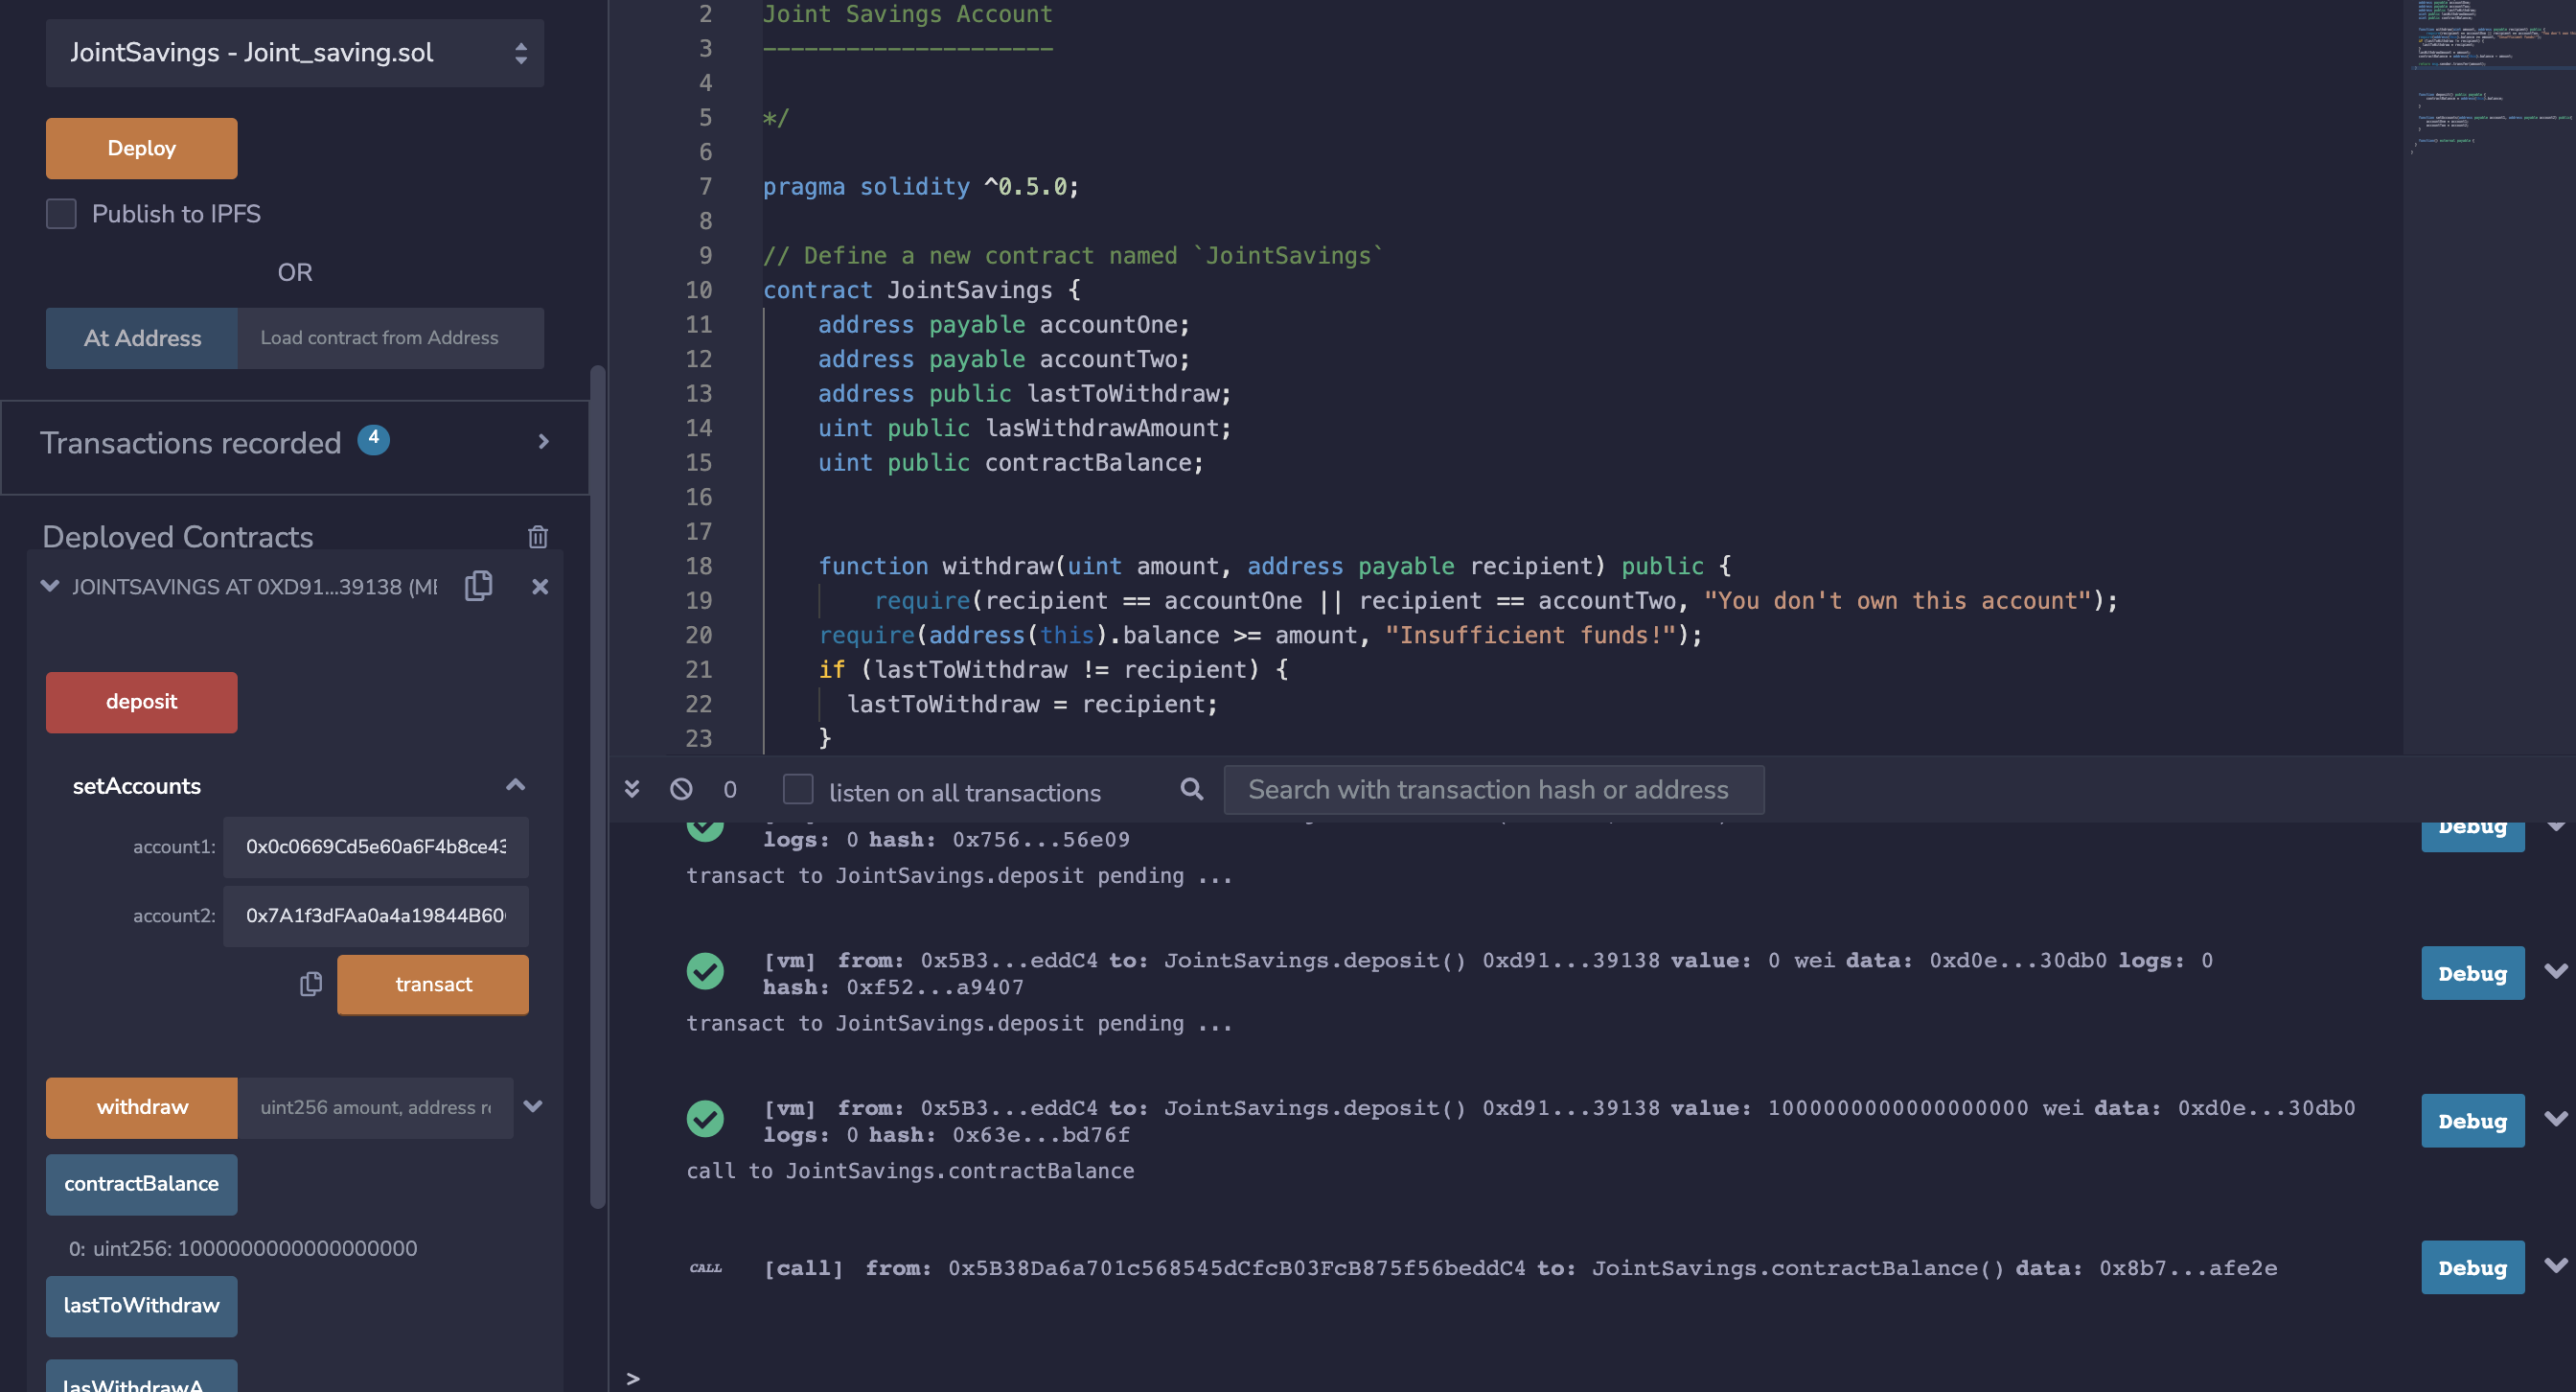 JointSavings - Joint_saving.sol
Deploy
Publish to IPFS
OR
At Address
Load contract from Address
Transactions recorded 4
Deployed Contracts
JOINTSAVINGS AT 0XD91...39138 (ME
deposit
setAccounts
account1: 0x0c0669Cd5e60a6F4b8ce43
account2: 0x7A1f3dFAa0a4a19844B60
transact
withdraw
uint256 amount, address re
contractBalance
0: uint256: 1000000000000000000
lastToWithdraw
lasWithdrawA
2 Joint Savings Account
3 ---------------------
4
5 */
6
7 pragma solidity ^0.5.0;
8
9 // Define a new contract named `JointSavings`
10 contract JointSavings {
11 address payable accountOne;
12 address payable accountTwo;
13 address public lastToWithdraw;
14 uint public lasWithdrawAmount;
15 uint public contractBalance;
16
17
18 function withdraw(uint amount, address payable recipient) public {
19 require(recipient == accountOne || recipient == accountTwo, "You don't own this account");
20 require(address(this).balance >= amount, "Insufficient funds!");
21 if (lastToWithdraw != recipient) {
22 lastToWithdraw = recipient;
23 }
0
listen on all transactions
Search with transaction hash or address
logs: 0 hash: 0x756...56e09
Debug
transact to JointSavings.deposit pending ...
[vm] from: 0x5B3...eddC4 to: JointSavings.deposit() 0xd91...39138 value: 0 wei data: 0xd0e...30db0 logs: 0
hash: 0xf52...a9407
Debug
transact to JointSavings.deposit pending ...
[vm] from: 0x5B3...eddC4 to: JointSavings.deposit() 0xd91...39138 value: 1000000000000000000 wei data: 0xd0e...30db0
logs: 0 hash: 0x63e...bd76f
Debug
call to JointSavings.contractBalance
CALL [call] from: 0x5B38Da6a701c568545dCfcB03FcB875f56beddC4 to: JointSavings.contractBalance() data: 0x8b7...afe2e
Debug
>